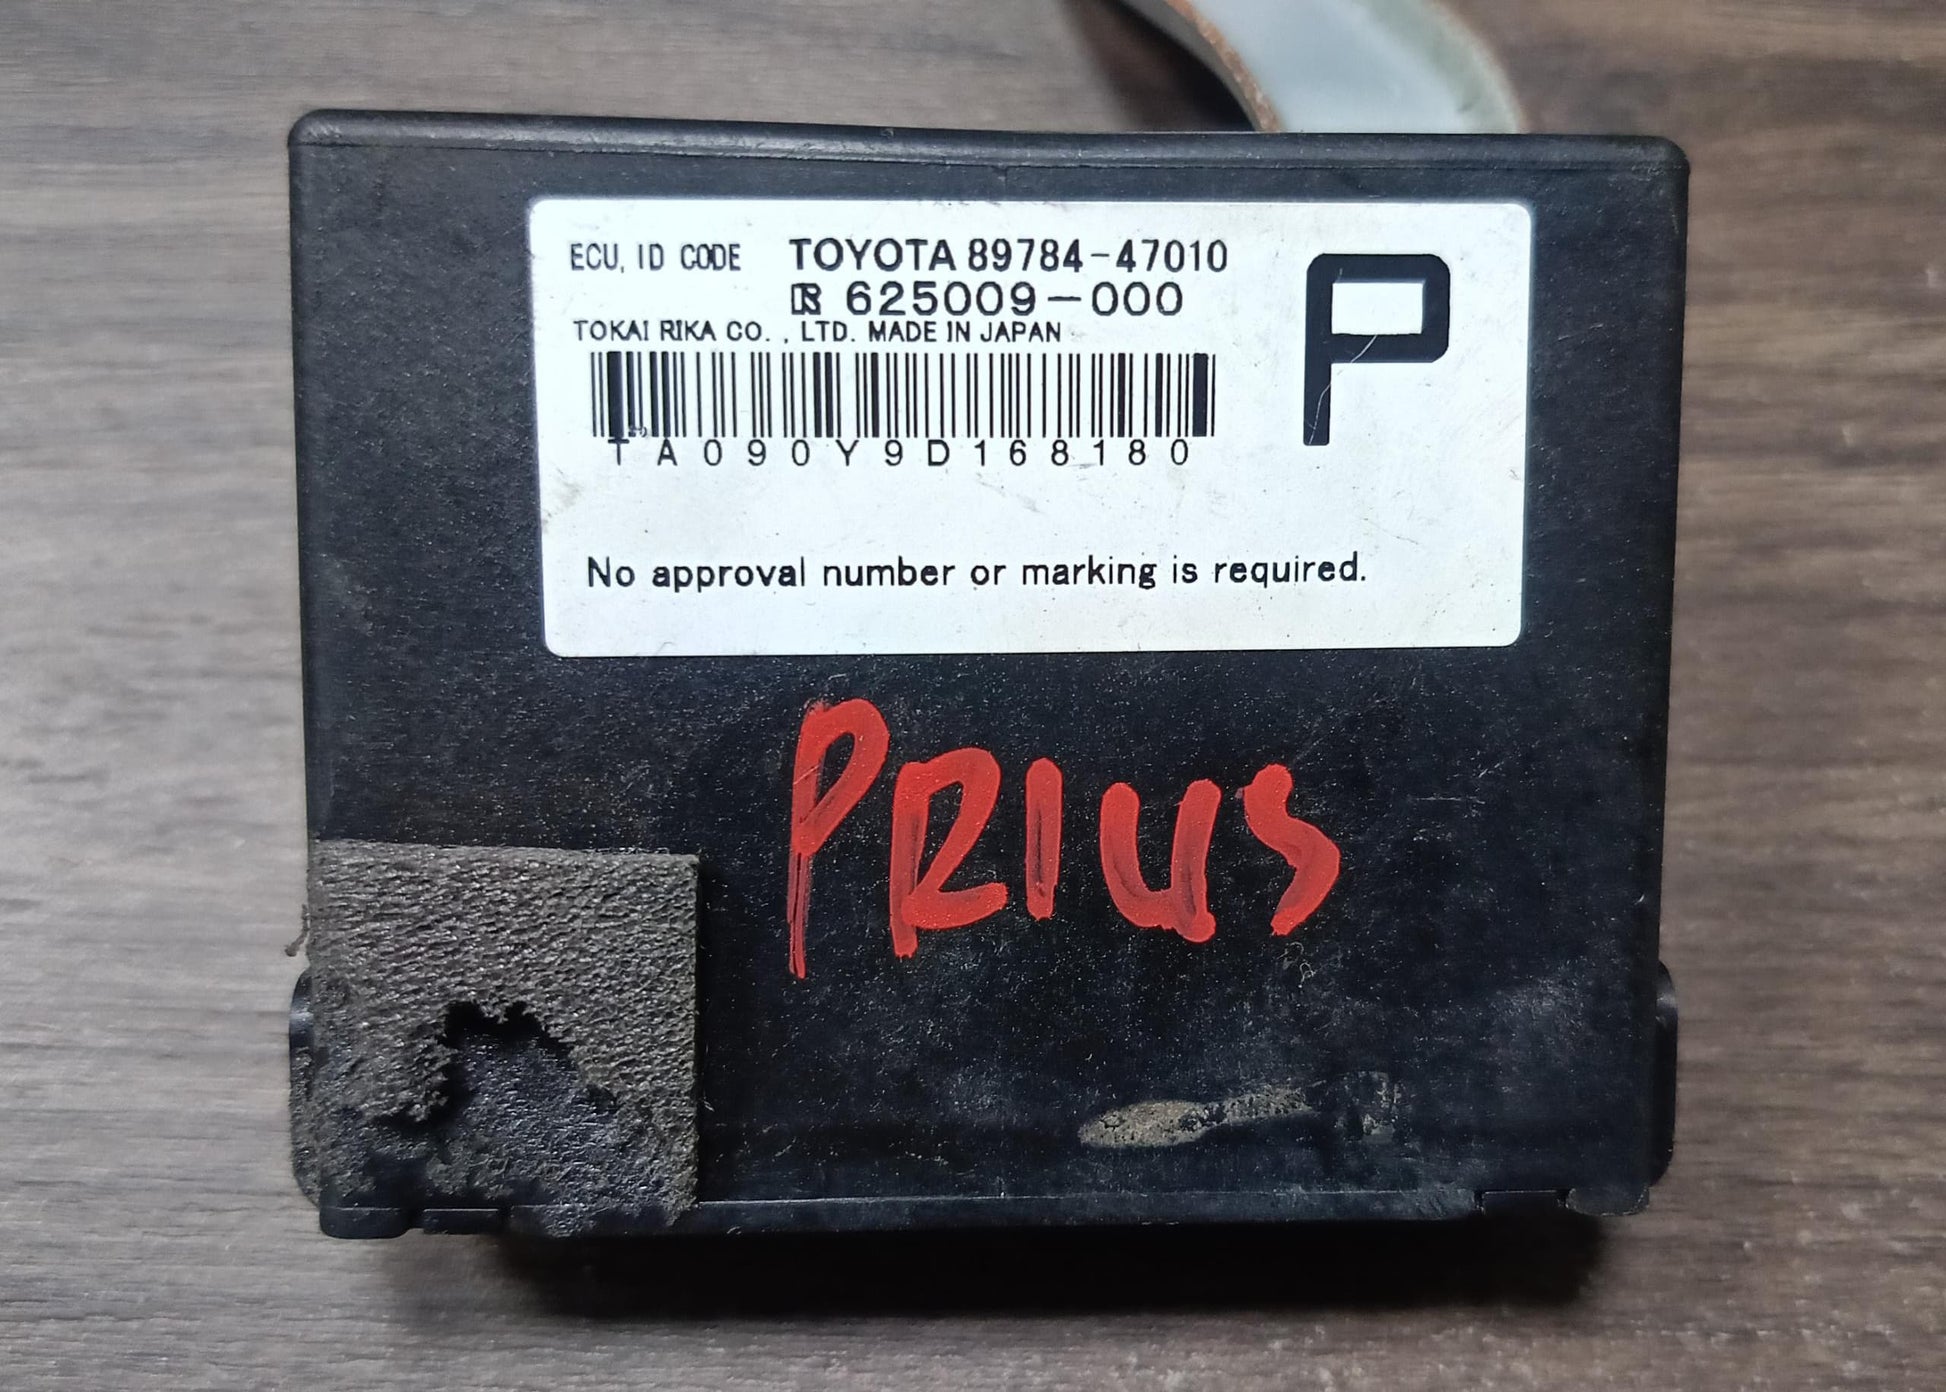 ECU, ID CODE TOYOTA 89784-47010
625009-000
TOKAI RIKA CO. , LTD. MADE IN JAPAN
P
TA090Y9D168180
No approval number or marking is required.
PRIUS